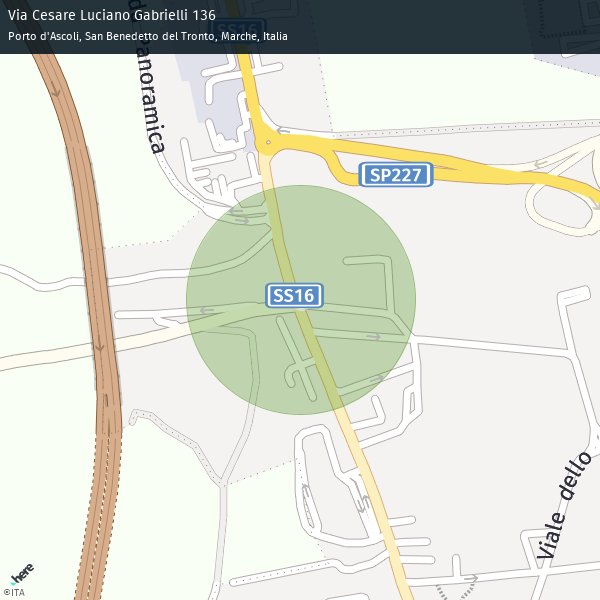 Via Cesare Luciano Gabrielli 136
Porto d'Ascoli, San Benedetto del Tronto, Marche, Italia
SS16
Panoramica
SP227
SS16
Viale dello
here
©ITA